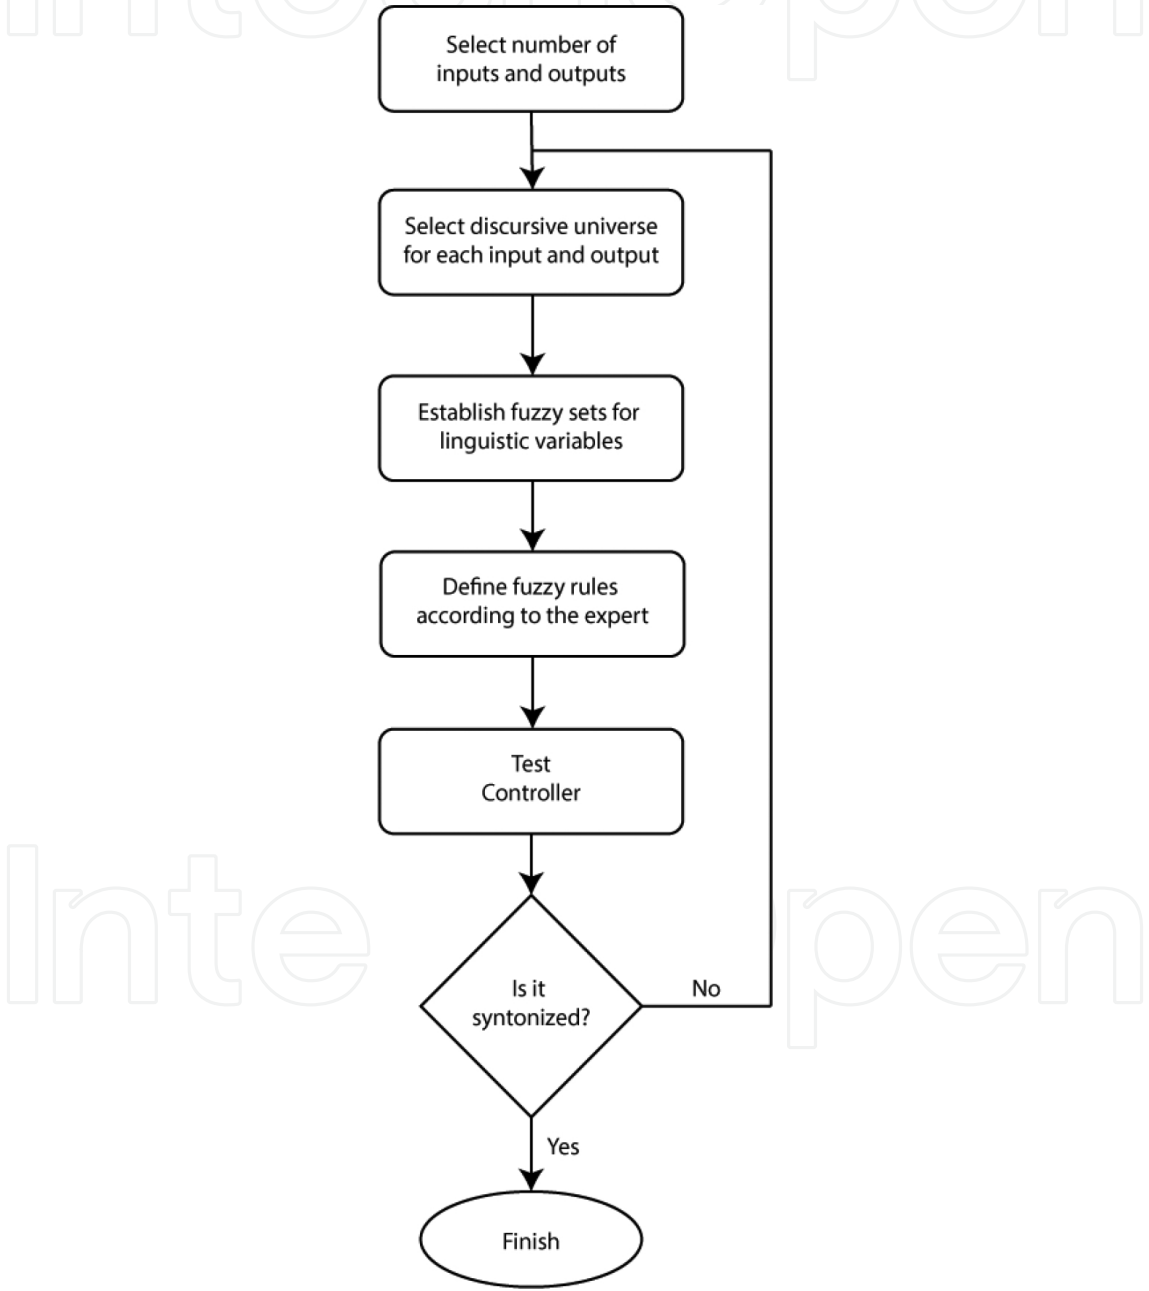 Select number of
inputs and outputs
Select discursive universe
for each input and output
Establish fuzzy sets for
linguistic variables
Define fuzzy rules
according to the expert
Test
Controller
Is it
syntonized?
No
Yes
Finish